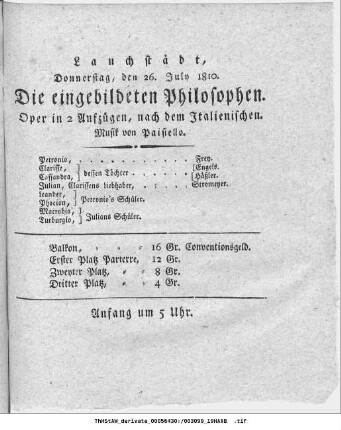 Lauchstädt,
Donnerstag, den 26. July 1810.
Die eingebildeten Philosophen.
Oper in 2 Aufzügen, nach dem Italienischen.
Musik von Paisiello.
Petronio, . . . . . . . . . . . Frey.
Clarisse, } dessen Töchter . . . . . . {Engels.
Cassandra, {Häßler.
Julian, Clarissens liebhaber, . . . . Stromeyer.
leander, } Petronio's Schüler.
Phocion,
Macrobio, } Julians Schüler.
Balkon, 〃 〃 16 Gr. Conventionsgeld.
Erster Platz Parterre, 12 Gr.
Zweyter Platz, 〃 〃 8 Gr.
Dritter Platz, 〃 〃 4 Gr.
Anfang um 5 Uhr.
ThHStAW_derivate_00056430:/003099_19HARB .tif